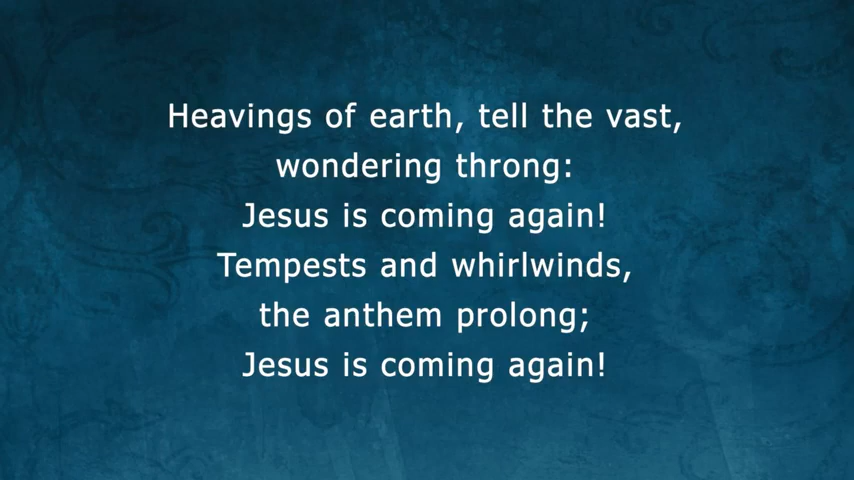 Heavings of earth, tell the vast,
wondering throng:
Jesus is coming again!
Tempests and whirlwinds,
the anthem prolong;
Jesus is coming again!